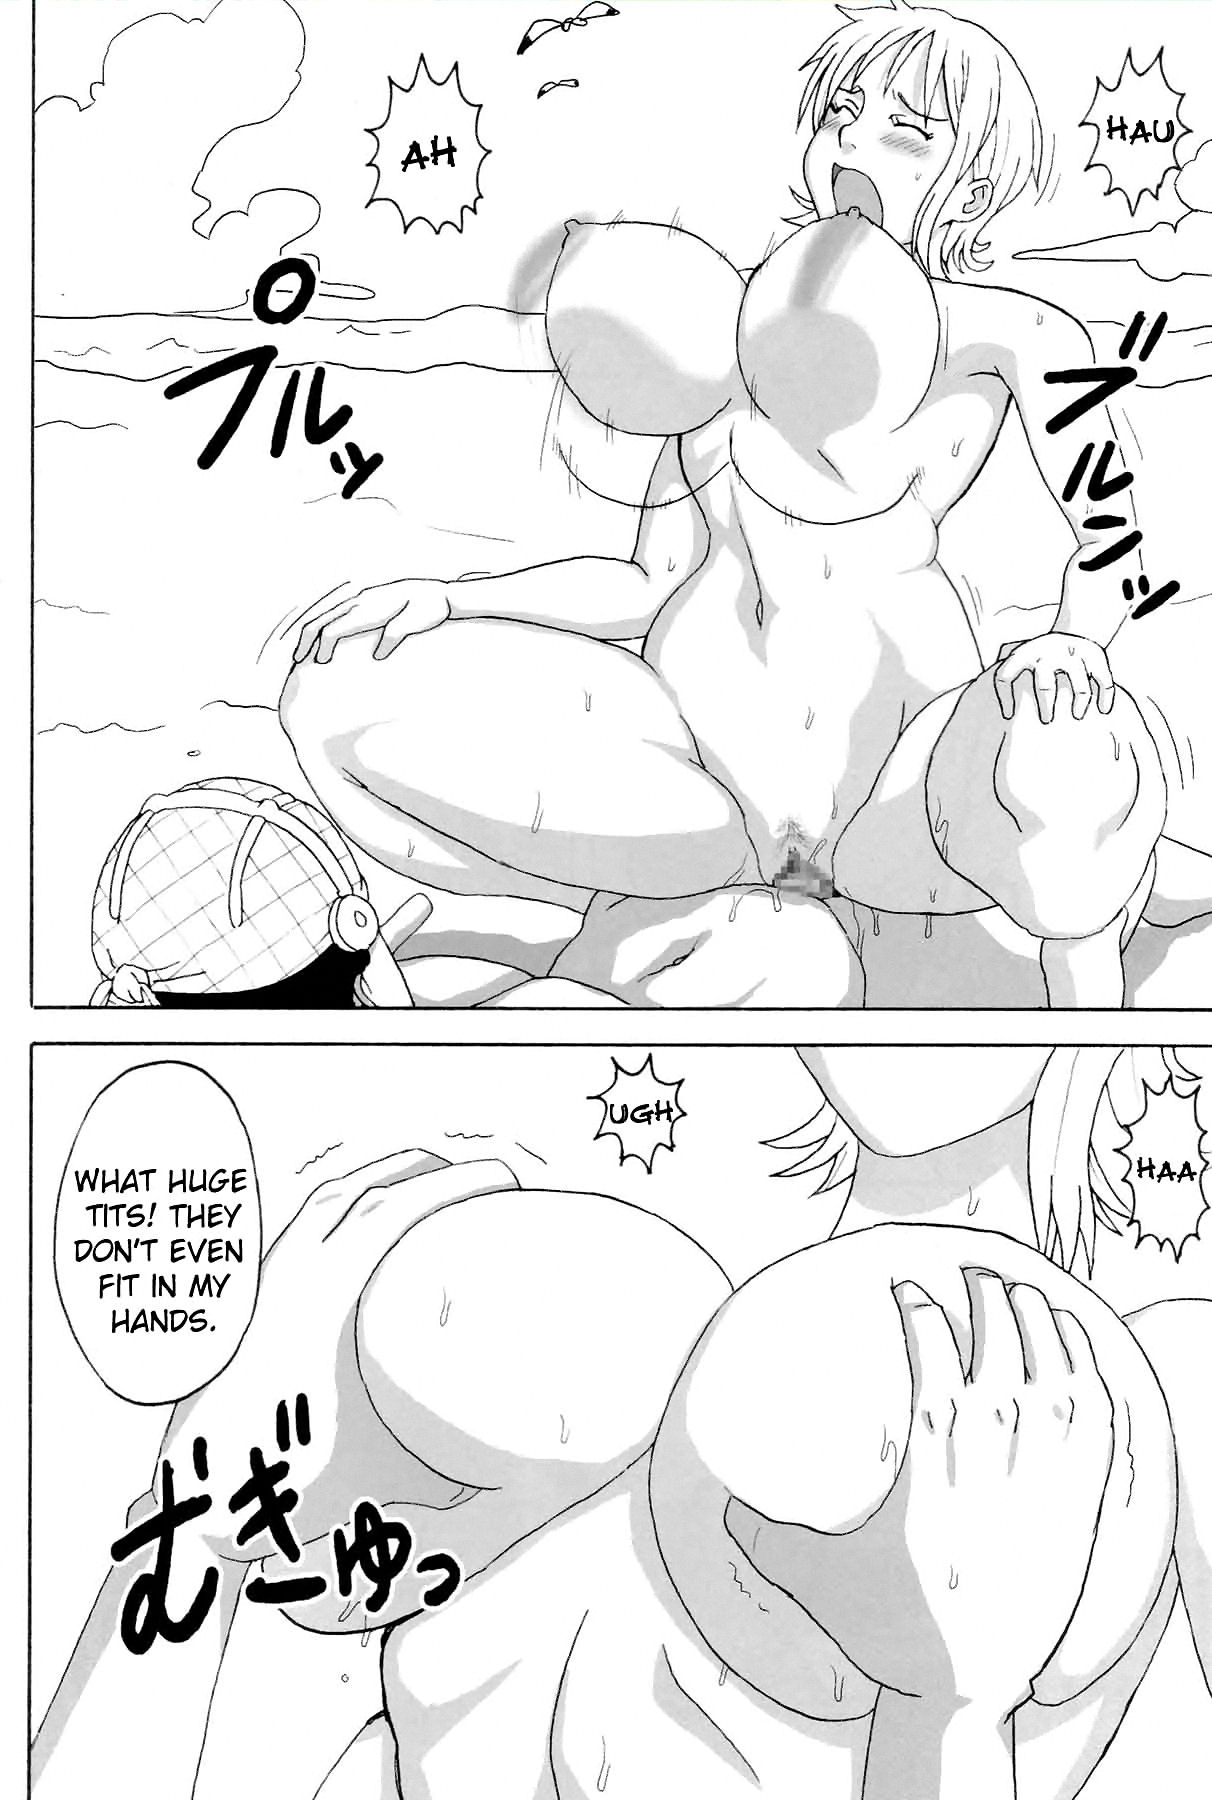 HAU
AH
ブルンッ
プルッ
HAA
UGH
WHAT HUGE
TITS! THEY
DON'T EVEN
FIT IN MY
HANDS.
むぎゅっ